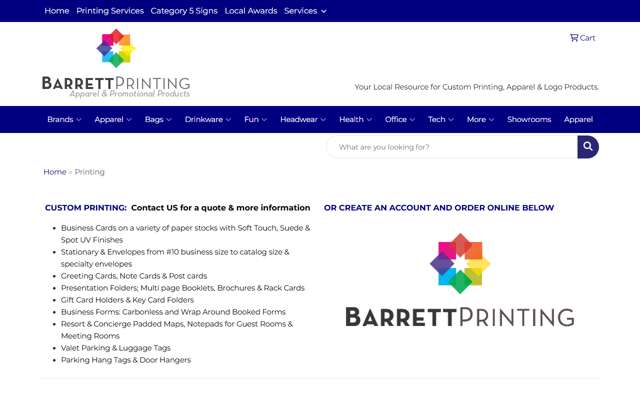 Home Printing Services Category 5 Signs Local Awards Services
Cart
BARRETTPRINTING
Apparel & Promotional Products
Your Local Resource for Custom Printing, Apparel & Logo Products.
Brands Apparel Bags Drinkware Fun Headwear Health Office Tech More Showrooms Apparel
What are you looking for?
Home » Printing
CUSTOM PRINTING: Contact US for a quote & more information
Business Cards on a variety of paper stocks with Soft Touch, Suede &
Spot UV Finishes
Stationary & Envelopes from #10 business size to catalog size &
specialty envelopes
Greeting Cards, Note Cards & Post cards
Presentation Folders; Multi page Booklets, Brochures & Rack Cards
Gift Card Holders & Key Card Folders
Business Forms: Carbonless and Wrap Around Booked Forms
Resort & Concierge Padded Maps, Notepads for Guest Rooms &
Meeting Rooms
Valet Parking & Luggage Tags
Parking Hang Tags & Door Hangers
OR CREATE AN ACCOUNT AND ORDER ONLINE BELOW
BARRETTPRINTING